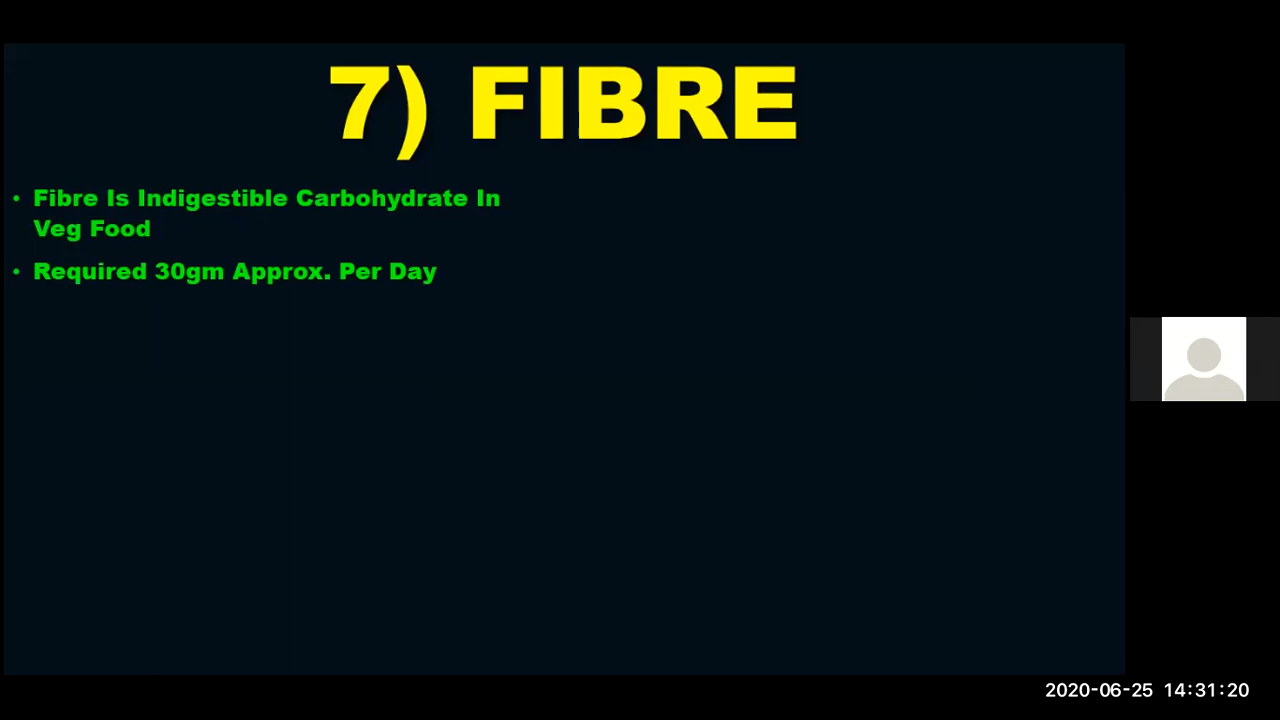 7) FIBRE
• Fibre Is Indigestible Carbohydrate In
Veg Food
• Required 30gm Approx. Per Day
2020-06-25 14:31:20